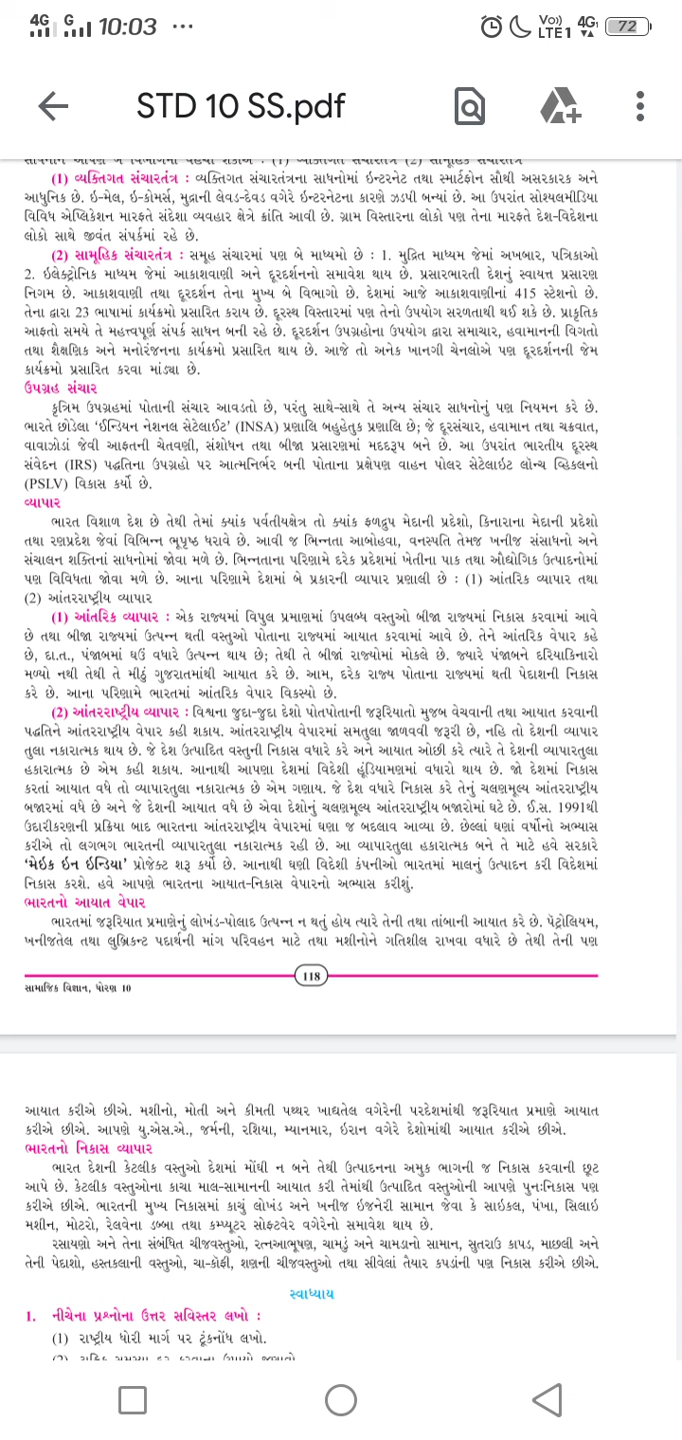 4G G 10:03 ...
Vo)) LTE1 4G 72
STD 10 SS.pdf
(1) વ્યક્તિગત સંચારતંત્ર : વ્યક્તિગત સંચારતંત્રના સાધનોમાં ઇન્ટરનેટ તથા સ્માર્ટફોન સૌથી અસરકારક અને
આધુનિક છે. ઇ-મેલ, ઇ-કોમર્સ, મુદ્રાની લેવડ-દેવડ વગેરે ઇન્ટરનેટના કારણે ઝડપી બન્યાં છે. આ ઉપરાંત સોશ્યલમીડિયા
વિવિધ એપ્લિકેશન મારફતે સંદેશા વ્યવહાર ક્ષેત્રે ક્રાંતિ આવી છે. ગ્રામ વિસ્તારના લોકો પણ તેના મારફતે દેશ-વિદેશના
લોકો સાથે જીવંત સંપર્કમાં રહે છે.
(2) સામૂહિક સંચારતંત્ર : સમૂહ સંચારમાં પણ બે માધ્યમો છે : 1. મુદ્રિત માધ્યમ જેમાં અખબાર, પત્રિકાઓ
2. ઇલેક્ટ્રોનિક માધ્યમ જેમાં આકાશવાણી અને દૂરદર્શનનો સમાવેશ થાય છે. પ્રસારભારતી દેશનું સ્વાયત્ત પ્રસારણ
નિગમ છે. આકાશવાણી તથા દૂરદર્શન તેના મુખ્ય બે વિભાગો છે. દેશમાં આજે આકાશવાણીનાં 415 સ્ટેશનો છે.
તેના દ્વારા 23 ભાષામાં કાર્યક્રમો પ્રસારિત કરાય છે. દૂરસ્થ વિસ્તારમાં પણ તેનો ઉપયોગ સરળતાથી થઈ શકે છે. પ્રાકૃતિક
આફતો સમયે તે મહત્ત્વપૂર્ણ સંપર્ક સાધન બની રહે છે. દૂરદર્શન ઉપગ્રહોના ઉપયોગ દ્વારા સમાચાર, હવામાનની વિગતો
તથા શૈક્ષણિક અને મનોરંજનના કાર્યક્રમો પ્રસારિત થાય છે. આજે તો અનેક ખાનગી ચેનલોએ પણ દૂરદર્શનની જેમ
કાર્યક્રમો પ્રસારિત કરવા માંડ્યા છે.
ઉપગ્રહ સંચાર
કૃત્રિમ ઉપગ્રહમાં પોતાની સંચાર આવડતો છે, પરંતુ સાથે-સાથે તે અન્ય સંચાર સાધનોનું પણ નિયમન કરે છે.
ભારતે છોડેલા ‘ઈન્ડિયન નેશનલ સેટેલાઈટ’ (INSA) પ્રણાલિ બહુહેતુક પ્રણાલિ છે; જે દૂરસંચાર, હવામાન તથા ચક્રવાત,
વાવાઝોડાં જેવી આફતની ચેતવણી, સંશોધન તથા બીજા પ્રસારણમાં મદદરૂપ બને છે. આ ઉપરાંત ભારતીય દૂરસ્થ
સંવેદન (IRS) પદ્ધતિના ઉપગ્રહો પર આત્મનિર્ભર બની પોતાના પ્રક્ષેપણ વાહન પોલર સેટેલાઇટ લૉન્ચ વ્હિકલનો
(PSLV) વિકાસ કર્યો છે.
વ્યાપાર
ભારત વિશાળ દેશ છે તેથી તેમાં ક્યાંક પર્વતીયક્ષેત્ર તો ક્યાંક ફળદ્રુપ મેદાની પ્રદેશો, કિનારાના મેદાની પ્રદેશો
તથા રણપ્રદેશ જેવાં વિભિન્ન ભૂપૃષ્ઠ ધરાવે છે. આવી જ ભિન્નતા આબોહવા, વનસ્પતિ તેમજ ખનીજ સંસાધનો અને
સંચાલન શક્તિનાં સાધનોમાં જોવા મળે છે. ભિન્નતાના પરિણામે દરેક પ્રદેશમાં ખેતીના પાક તથા ઔદ્યોગિક ઉત્પાદનોમાં
પણ વિવિધતા જોવા મળે છે. આના પરિણામે દેશમાં બે પ્રકારની વ્યાપાર પ્રણાલી છે : (1) આંતરિક વ્યાપાર તથા
(2) આંતરરાષ્ટ્રીય વ્યાપાર
(1) આંતરિક વ્યાપાર : એક રાજ્યમાં વિપુલ પ્રમાણમાં ઉપલબ્ધ વસ્તુઓ બીજા રાજ્યમાં નિકાસ કરવામાં આવે
છે તથા બીજા રાજ્યમાં ઉત્પન્ન થતી વસ્તુઓ પોતાના રાજ્યમાં આયાત કરવામાં આવે છે. તેને આંતરિક વેપાર કહે
છે, દા.ત., પંજાબમાં ઘઉં વધારે ઉત્પન્ન થાય છે; તેથી તે બીજાં રાજ્યોમાં મોકલે છે. જ્યારે પંજાબને દરિયાકિનારો
મળ્યો નથી તેથી તે મીઠું ગુજરાતમાંથી આયાત કરે છે. આમ, દરેક રાજ્ય પોતાના રાજ્યમાં થતી પેદાશની નિકાસ
કરે છે. આના પરિણામે ભારતમાં આંતરિક વેપાર વિકસ્યો છે.
(2) આંતરરાષ્ટ્રીય વ્યાપાર : વિશ્વના જુદા-જુદા દેશો પોતપોતાની જરૂરિયાતો મુજબ વેચવાની તથા આયાત કરવાની
પદ્ધતિને આંતરરાષ્ટ્રીય વેપાર કહી શકાય. આંતરરાષ્ટ્રીય વેપારમાં સમતુલા જાળવવી જરૂરી છે, નહિ તો દેશની વ્યાપાર
તુલા નકારાત્મક થાય છે. જે દેશ ઉત્પાદિત વસ્તુની નિકાસ વધારે કરે અને આયાત ઓછી કરે ત્યારે તે દેશની વ્યાપારતુલા
હકારાત્મક છે એમ કહી શકાય. આનાથી આપણા દેશમાં વિદેશી હૂંડિયામણમાં વધારો થાય છે. જો દેશમાં નિકાસ
કરતાં આયાત વધે તો વ્યાપારતુલા નકારાત્મક છે એમ ગણાય. જે દેશ વધારે નિકાસ કરે તેનું ચલણમૂલ્ય આંતરરાષ્ટ્રીય
બજારમાં વધે છે અને જે દેશની આયાત વધે છે એવા દેશોનું ચલણમૂલ્ય આંતરરાષ્ટ્રીય બજારોમાં ઘટે છે. ઈ.સ. 1991થી
ઉદારીકરણની પ્રક્રિયા બાદ ભારતના આંતરરાષ્ટ્રીય વેપારમાં ઘણા જ બદલાવ આવ્યા છે. છેલ્લાં ઘણાં વર્ષોનો અભ્યાસ
કરીએ તો લગભગ ભારતની વ્યાપારતુલા નકારાત્મક રહી છે. આ વ્યાપારતુલા હકારાત્મક બને તે માટે હવે સરકારે
‘મેઇક ઇન ઇન્ડિયા’ પ્રોજેક્ટ શરૂ કર્યો છે. આનાથી ઘણી વિદેશી કંપનીઓ ભારતમાં માલનું ઉત્પાદન કરી વિદેશમાં
નિકાસ કરશે. હવે આપણે ભારતના આયાત-નિકાસ વેપારનો અભ્યાસ કરીશું.
ભારતનો આયાત વેપાર
ભારતમાં જરૂરિયાત પ્રમાણેનું લોખંડ-પોલાદ ઉત્પન્ન ન થતું હોય ત્યારે તેની તથા તાંબાની આયાત કરે છે. પેટ્રોલિયમ,
ખનીજતેલ તથા લુબ્રિકન્ટ પદાર્થની માંગ પરિવહન માટે તથા મશીનોને ગતિશીલ રાખવા વધારે છે તેથી તેની પણ
118
સામાજિક વિજ્ઞાન, ધોરણ 10
આયાત કરીએ છીએ. મશીનો, મોતી અને કીમતી પથ્થર ખાદ્યતેલ વગેરેની પરદેશમાંથી જરૂરિયાત પ્રમાણે આયાત
કરીએ છીએ. આપણે યુ.એસ.એ., જર્મની, રશિયા, મ્યાનમાર, ઇરાન વગેરે દેશોમાંથી આયાત કરીએ છીએ.
ભારતનો નિકાસ વ્યાપાર
ભારત દેશની કેટલીક વસ્તુઓ દેશમાં મોંઘી ન બને તેથી ઉત્પાદનના અમુક ભાગની જ નિકાસ કરવાની છૂટ
આપે છે. કેટલીક વસ્તુઓના કાચા માલ-સામાનની આયાત કરી તેમાંથી ઉત્પાદિત વસ્તુઓની આપણે પુનઃનિકાસ પણ
કરીએ છીએ. ભારતની મુખ્ય નિકાસમાં કાચું લોખંડ અને ખનીજ ઇજનેરી સામાન જેવા કે સાઇકલ, પંખા, સિલાઇ
મશીન, મોટરો, રેલવેના ડબ્બા તથા કમ્પ્યૂટર સોફ્ટવેર વગેરેનો સમાવેશ થાય છે.
રસાયણો અને તેના સંબંધિત ચીજવસ્તુઓ, રત્નઆભૂષણ, ચામડું અને ચામડાનો સામાન, સુતરાઉ કાપડ, માછલી અને
તેની પેદાશો, હસ્તકલાની વસ્તુઓ, ચા-કૉફી, શણની ચીજવસ્તુઓ તથા સીવેલાં તૈયાર કપડાંની પણ નિકાસ કરીએ છીએ.
સ્વાધ્યાય
1. નીચેના પ્રશ્નોના ઉત્તર સવિસ્તર લખો :
(1) રાષ્ટ્રીય ધોરી માર્ગ પર ટૂંકનોંધ લખો.